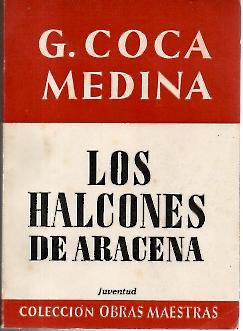 G. COCA
MEDINA
LOS
HALCONES
DE ARACENA
Juventud
COLECCIÓN OBRAS MAESTRAS